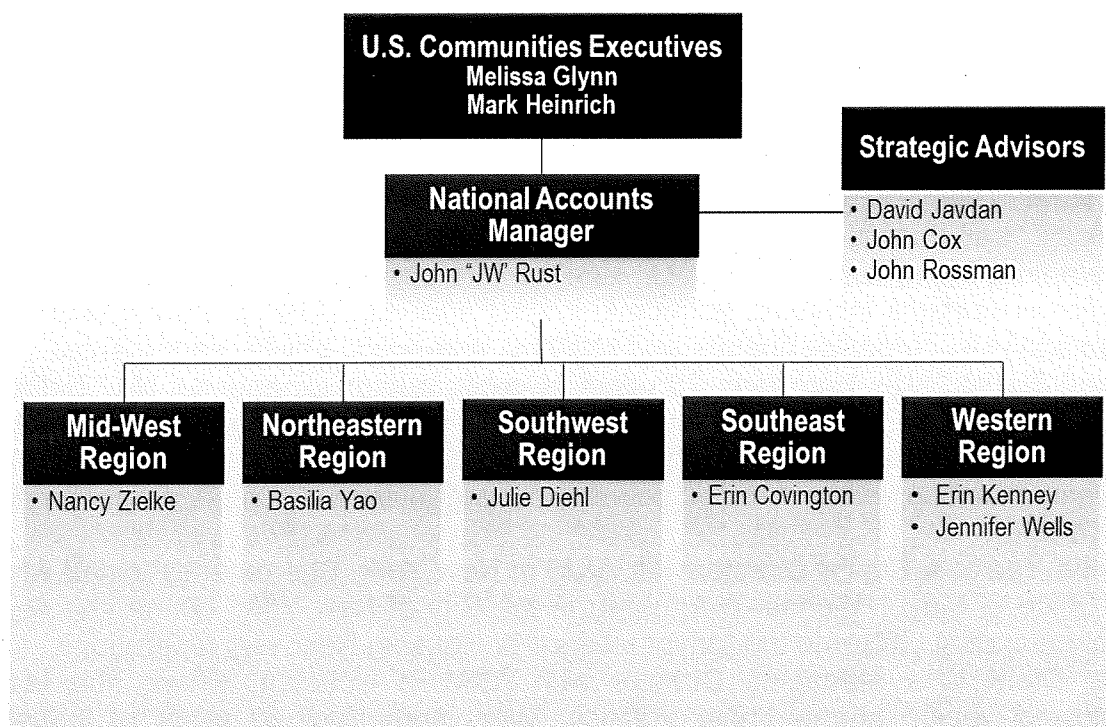 U.S. Communities Executives
Melissa Glynn
Mark Heinrich
Strategic Advisors
• David Javdan
• John Cox
• John Rossman
National Accounts
Manager
• John "JW" Rust
Mid-West
Region
• Nancy Zielke
Northeastern
Region
• Basilia Yao
Southwest
Region
• Julie Diehl
Southeast
Region
• Erin Covington
Western
Region
• Erin Kenney
• Jennifer Wells